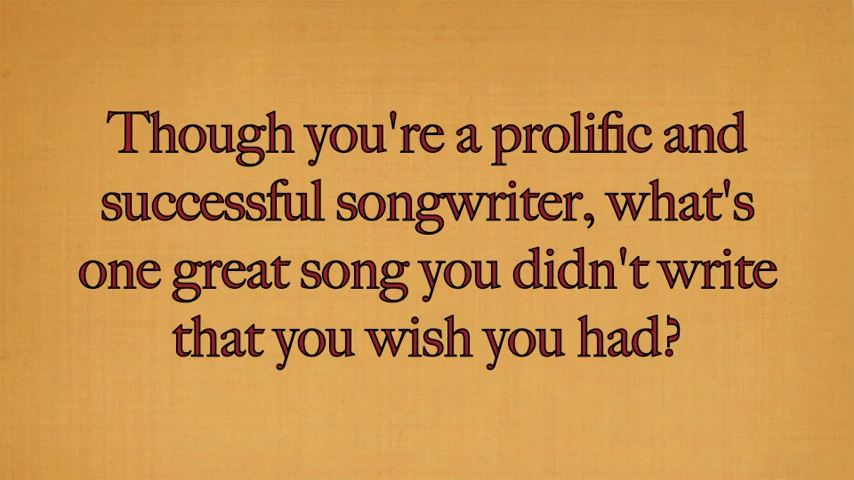 Though you're a prolific and
successful songwriter, what's
one great song you didn't write
that you wish you had?